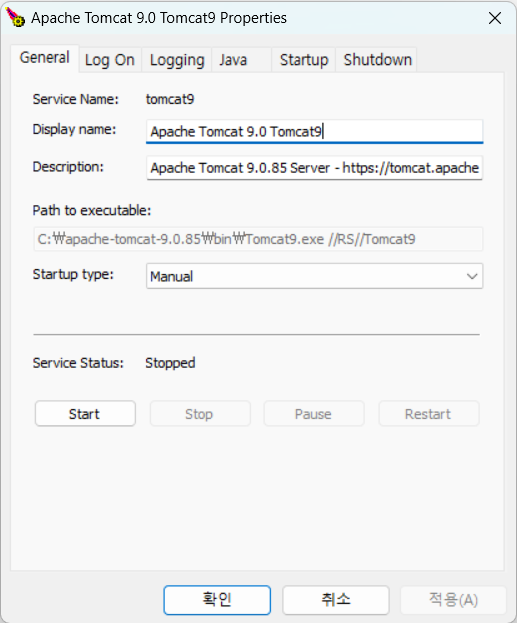 Apache Tomcat 9.0 Tomcat9 Properties
General Log On Logging Java Startup Shutdown
Service Name: tomcat9
Display name: Apache Tomcat 9.0 Tomcat9
Description: Apache Tomcat 9.0.85 Server - https://tomcat.apache
Path to executable:
C:₩apache-tomcat-9.0.85₩bin₩Tomcat9.exe //RS//Tomcat9
Startup type: Manual
Service Status: Stopped
Start Stop Pause Restart
확인 취소 적용(A)